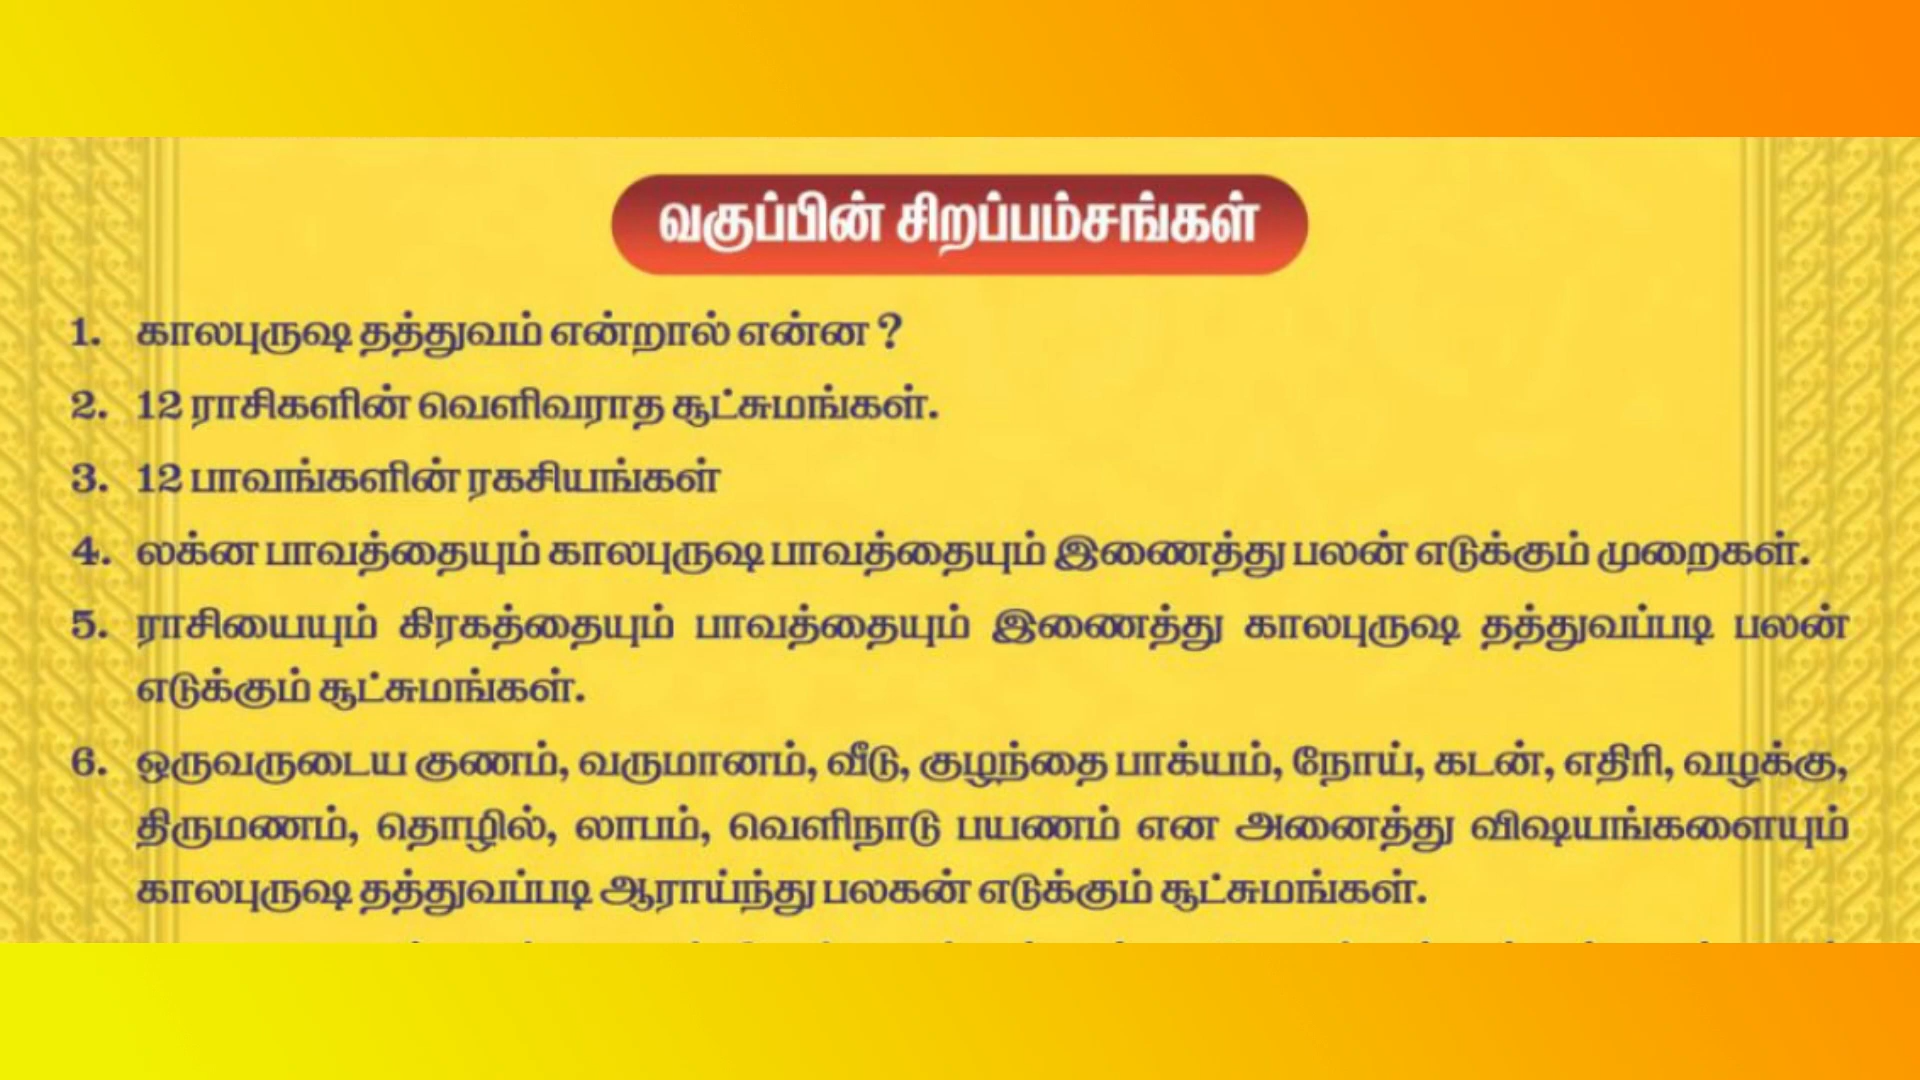 வகுப்பின் சிறப்பம்சங்கள்
1. காலபுருஷ தத்துவம் என்றால் என்ன ?
2. 12 ராசிகளின் வெளிவராத சூட்சுமங்கள்.
3. 12 பாவங்களின் ரகசியங்கள்
4. லக்ன பாவத்தையும் காலபுருஷ பாவத்தையும் இணைத்து பலன் எடுக்கும் முறைகள்.
5. ராசியையும் கிரகத்தையும் பாவத்தையும் இணைத்து காலபுருஷ தத்துவப்படி பலன்
எடுக்கும் சூட்சுமங்கள்.
6. ஒருவருடைய குணம், வருமானம், வீடு, குழந்தை பாக்யம், நோய், கடன், எதிரி, வழக்கு,
திருமணம், தொழில், லாபம், வெளிநாடு பயணம் என அனைத்து விஷயங்களையும்
காலபுருஷ தத்துவப்படி ஆராய்ந்து பலகன் எடுக்கும் சூட்சுமங்கள்.